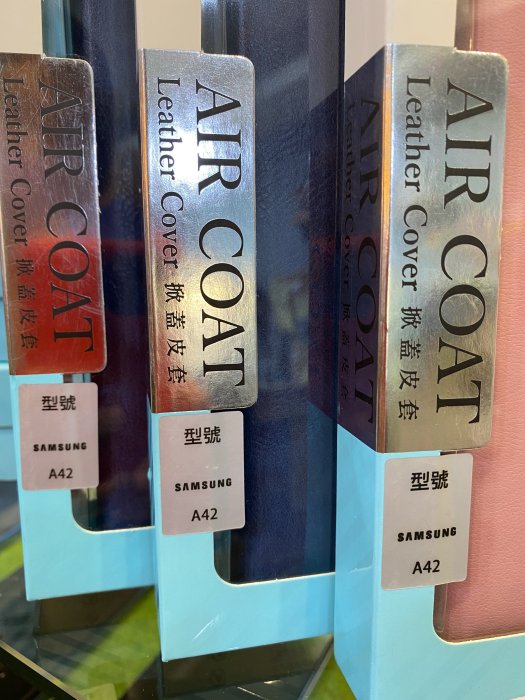 AIR COAT
Leather Cover 掀蓋皮套
型號
SAMSUNG
A42
AIR COAT
Leather Cover 掀蓋皮套
型號
SAMSUNG
A42
AIR COAT
Leather Cover 掀蓋皮套
型號
SAMSUNG
A42